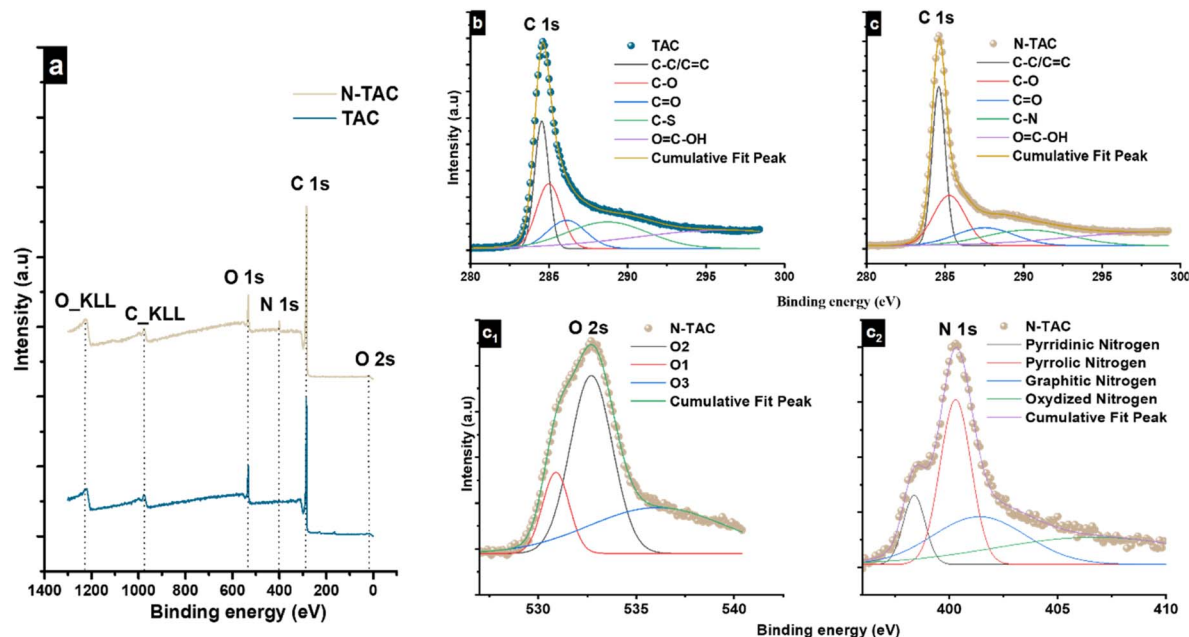 a
N-TAC
TAC
C 1s
O 1s
N 1s
O_KLL
C_KLL
O 2s
Intensity (a.u)
1400 1200 1000 800 600 400 200 0
Binding energy (eV)
b
C 1s
TAC
C-C/C=C
C-O
C=O
C-S
O=C-OH
Cumulative Fit Peak
Intensity (a.u)
280 285 290 295 300
c
C 1s
N-TAC
C-C/C=C
C-O
C=O
C-N
O=C-OH
Cumulative Fit Peak
280 285 290 295 300
Binding energy (eV)
c1
O 2s
N-TAC
O2
O1
O3
Cumulative Fit Peak
Intensity (a.u)
530 535 540
c2
N 1s
N-TAC
Pyrridinic Nitrogen
Pyrrolic Nitrogen
Graphitic Nitrogen
Oxydized Nitrogen
Cumulative Fit Peak
400 405 410
Binding energy (eV)